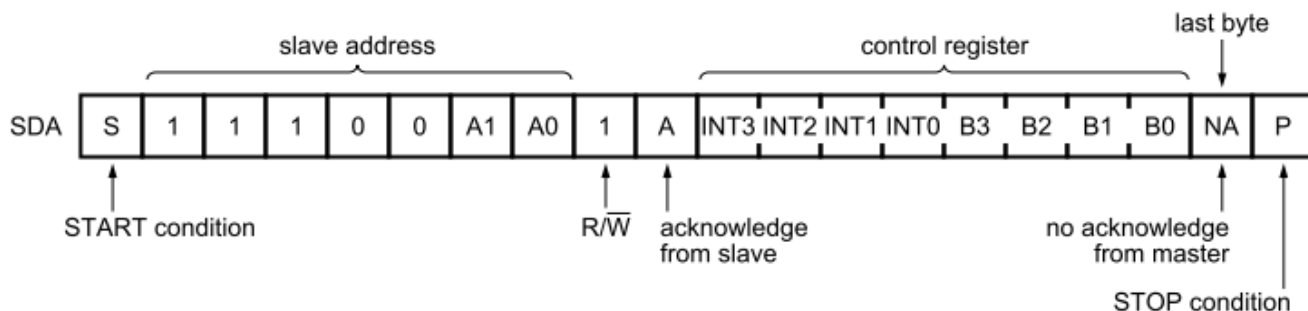 last byte
slave address control register
SDA S 1 1 1 0 0 A1 A0 1 A INT3 INT2 INT1 INT0 B3 B2 B1 B0 NA P
START condition R/W̅ acknowledge no acknowledge
from slave from master
STOP condition